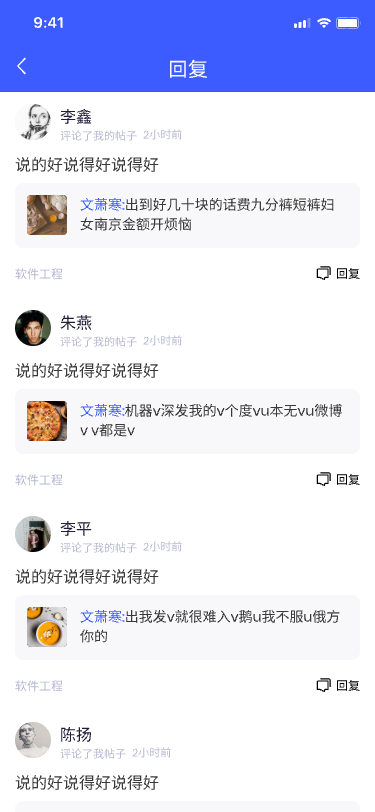 9:41
回复
李鑫
评论了我的帖子 2小时前
说的好说得好说得好
文萧寒:出到好几十块的话费九分裤短裤妇
女南京金额开烦恼
软件工程 回复
朱燕
评论了我的帖子 2小时前
说的好说得好说得好
文萧寒:机器v深发我的v个度vu本无vu微博
v v都是v
软件工程 回复
李平
评论了我的帖子 2小时前
说的好说得好说得好
文萧寒:出我发v就很难入v鹅u我不服u俄方
你的
软件工程 回复
陈扬
评论了我的帖子 2小时前
说的好说得好说得好